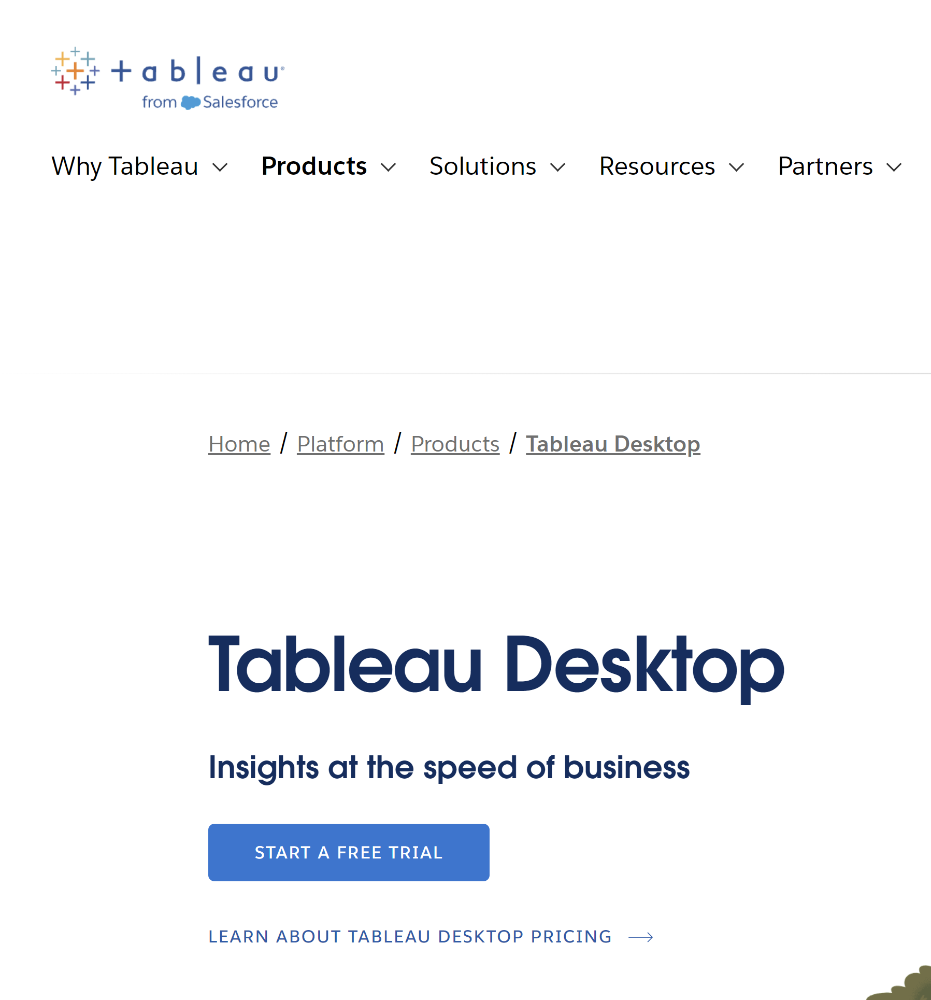 tableau®
from Salesforce
Why Tableau Products Solutions Resources Partners
Home / Platform / Products / Tableau Desktop
Tableau Desktop
Insights at the speed of business
START A FREE TRIAL
LEARN ABOUT TABLEAU DESKTOP PRICING